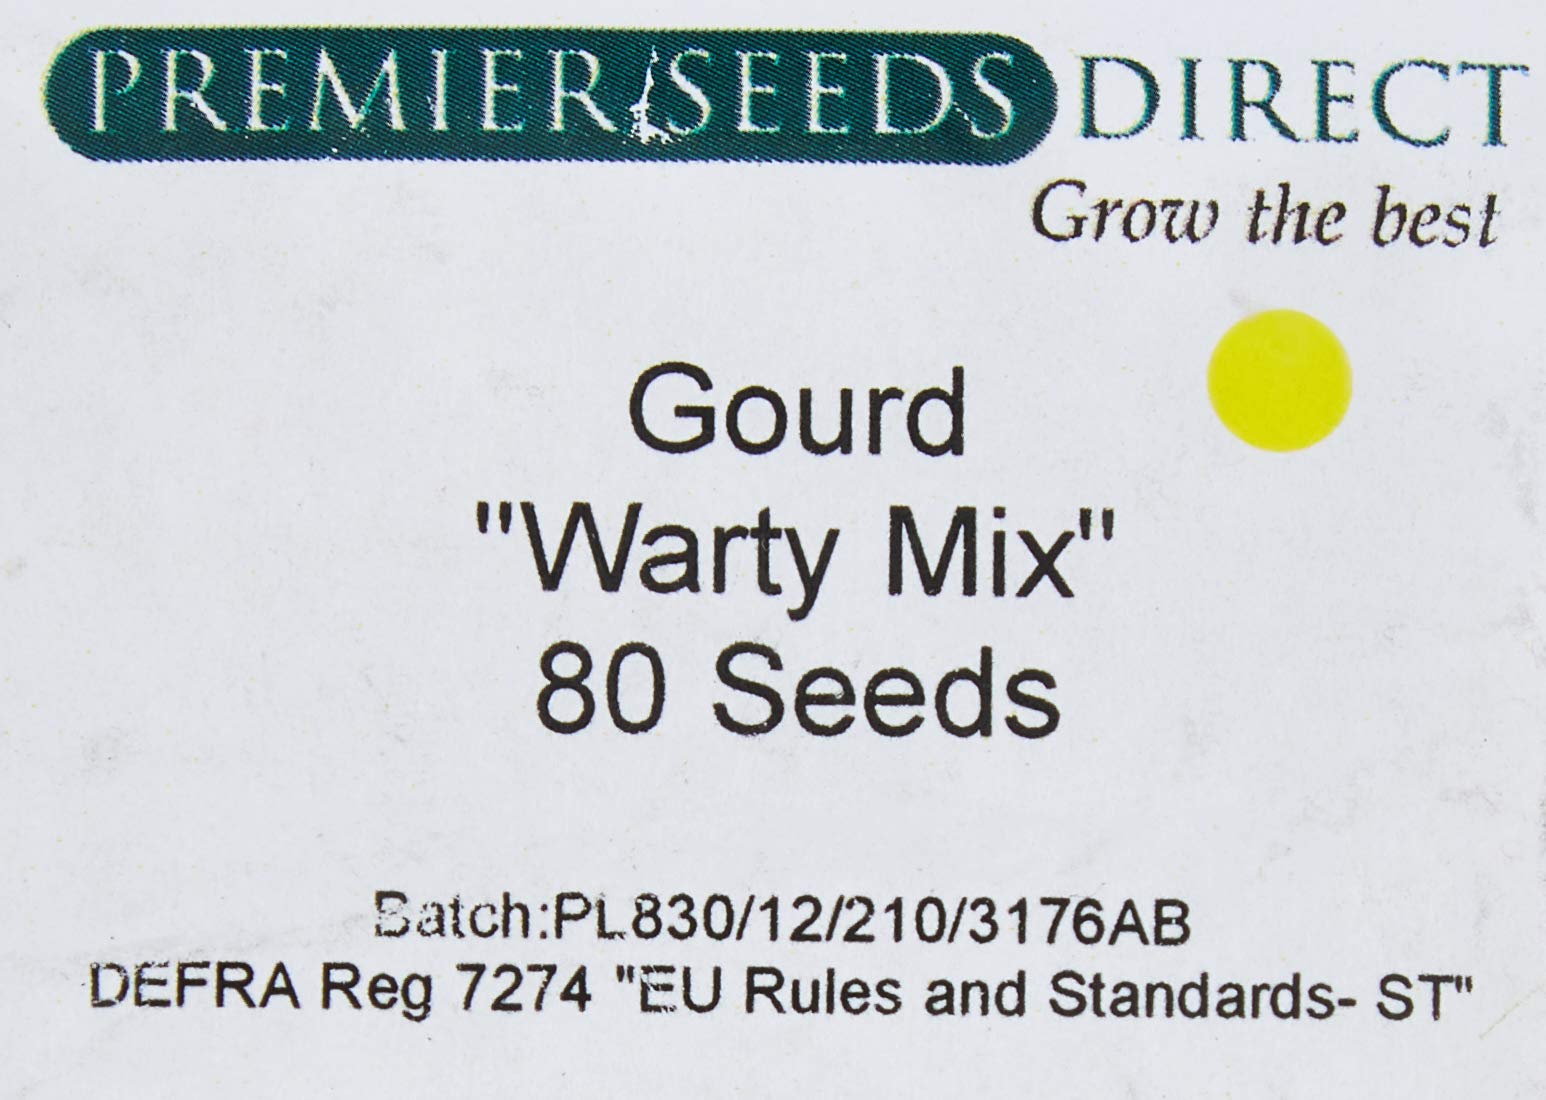 PREMIER SEEDS DIRECT
Grow the best
Gourd
"Warty Mix"
80 Seeds
Batch:PL830/12/210/3176AB
DEFRA Reg 7274 "EU Rules and Standards- ST"